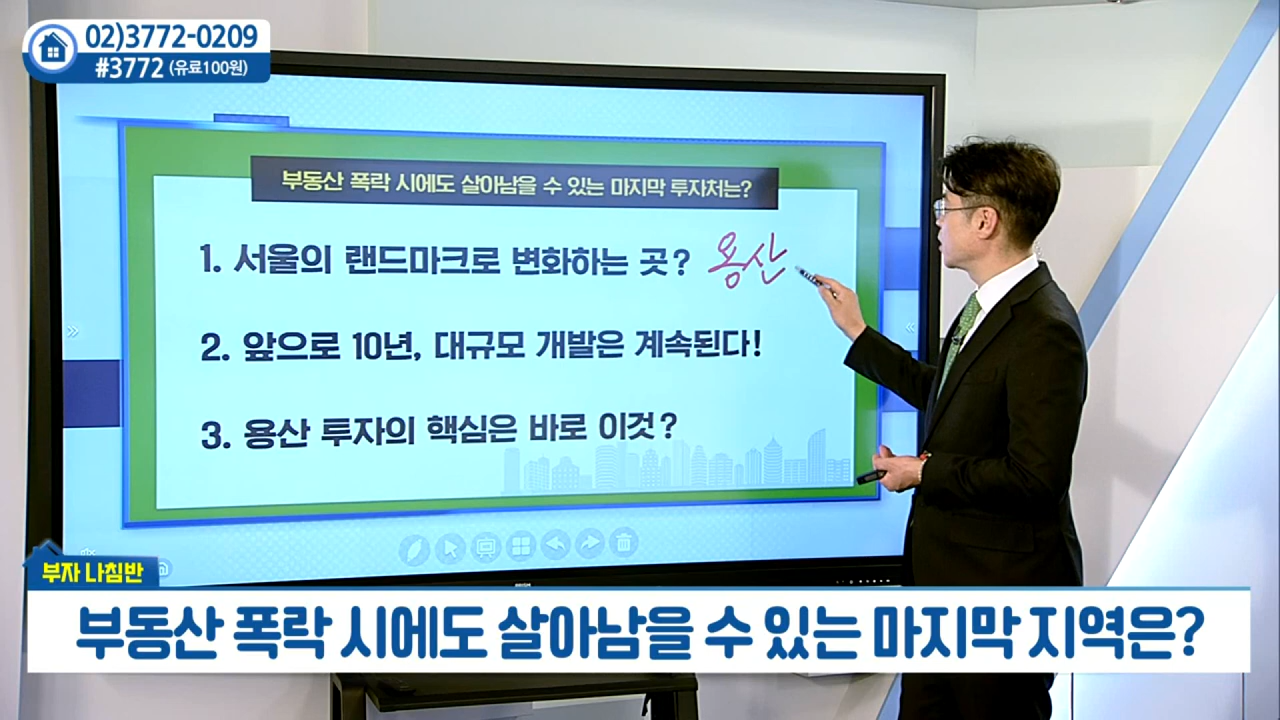 02)3772-0209
#3772 (유료100원)
부동산 폭락 시에도 살아남을 수 있는 마지막 투자처는?
1. 서울의 랜드마크로 변화하는 곳? 용산
2. 앞으로 10년, 대규모 개발은 계속된다!
3. 용산 투자의 핵심은 바로 이것?
부자 나침반
부동산 폭락 시에도 살아남을 수 있는 마지막 지역은?